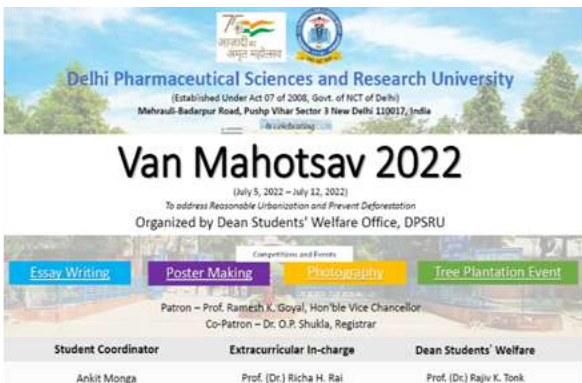 75
आज़ादी का
अमृत महोत्सव
Delhi Pharmaceutical Sciences and Research University
(Established Under Act 07 of 2008, Govt. of NCT of Delhi)
Mehrauli-Badarpur Road, Pushp Vihar Sector 3 New Delhi 110017, India
is celebrating
Van Mahotsav 2022
(July 5, 2022 – July 12, 2022)
To address Reasonable Urbanization and Prevent Deforestation
Organized by Dean Students' Welfare Office, DPSRU
Competitions and Events
Essay Writing Poster Making Photography Tree Plantation Event
Patron – Prof. Ramesh K. Goyal, Hon'ble Vice Chancellor
Co-Patron – Dr. O.P. Shukla, Registrar
Student Coordinator Extracurricular In-charge Dean Students' Welfare
Ankit Monga Prof. (Dr.) Richa H. Rai Prof. (Dr.) Rajiv K. Tonk